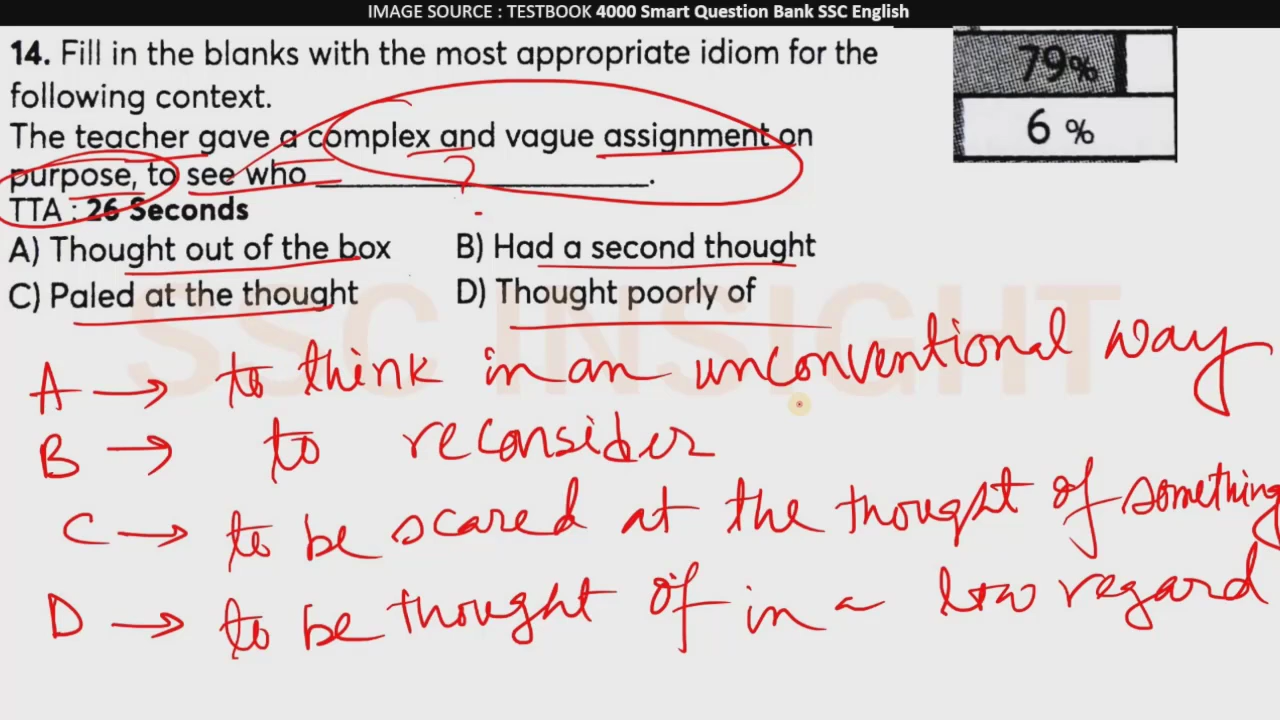 IMAGE SOURCE : TESTBOOK 4000 Smart Question Bank SSC English
14. Fill in the blanks with the most appropriate idiom for the
following context.
The teacher gave a complex and vague assignment on
purpose, to see who ____________________.
?
TTA : 26 Seconds
A) Thought out of the box B) Had a second thought
C) Paled at the thought D) Thought poorly of
79%
6 %
SSC INSIGHT
A → to think in an unconventional way
B → to reconsider
C → to be scared at the thought of something
D → to be thought of in a low regard